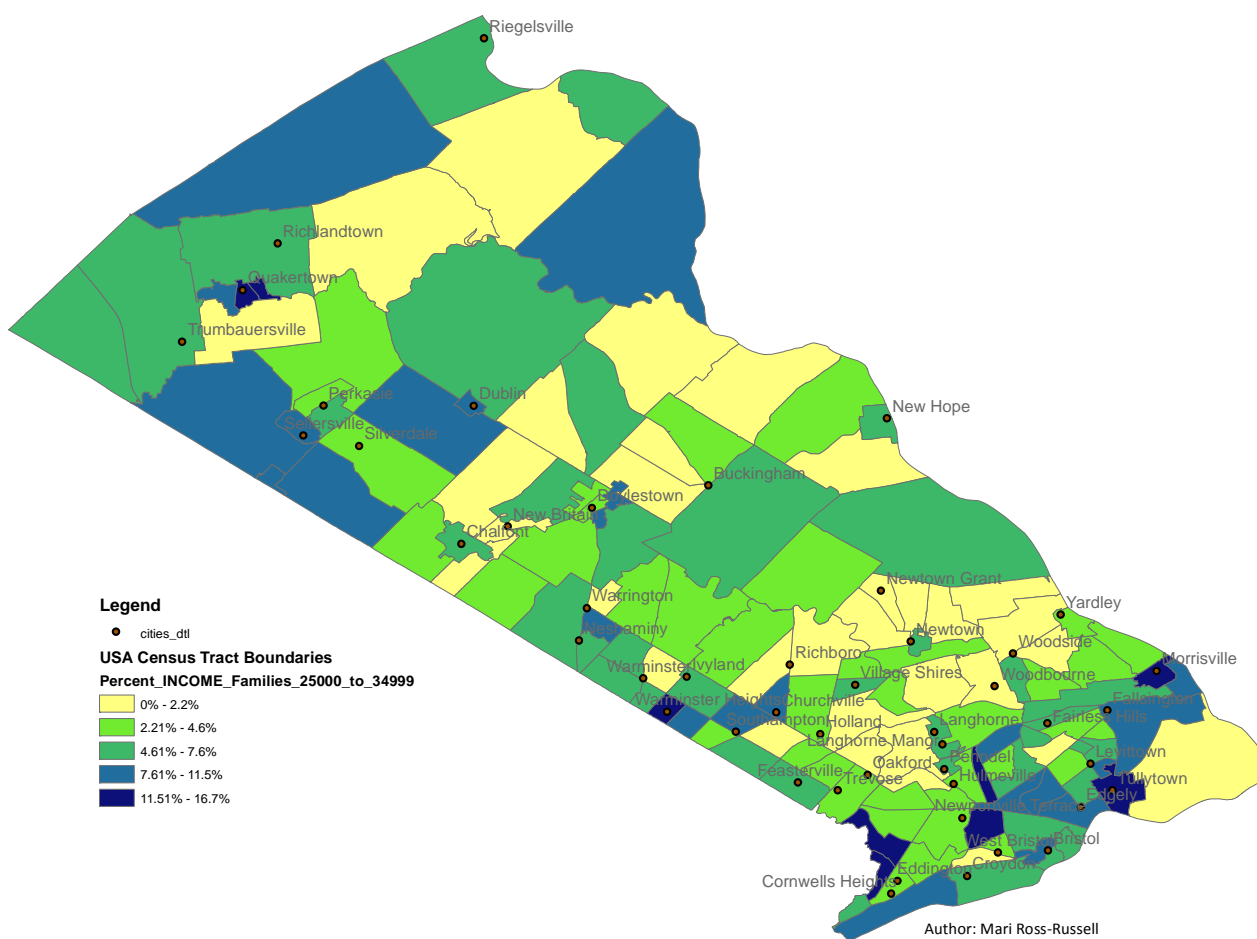 Riegelsville
Richlandtown
Quakertown
Trumbauersville
Perkasie
Dublin
Sellersville
Silverdale
New Hope
Buckingham
Doylestown
New Britain
Chalfont
Newtown Grant
Warrington
Yardley
Neshaminy
Newtown
Woodside
Richboro
Warminster
Ivyland
Village Shires
Woodbourne
Morrisville
Warminster Heights
Churchville
Fallsington
Southampton
Holland
Langhorne
Fairless Hills
Langhorne Manor
Penndel
Levittown
Oakford
Feasterville
Trevose
Hulmeville
Tullytown
Edgely
Newportville Terrace
West Bristol
Bristol
Eddington
Croydon
Cornwells Heights
Legend
cities_dtl
USA Census Tract Boundaries
Percent_INCOME_Families_25000_to_34999
0% - 2.2%
2.21% - 4.6%
4.61% - 7.6%
7.61% - 11.5%
11.51% - 16.7%
Author: Mari Ross-Russell